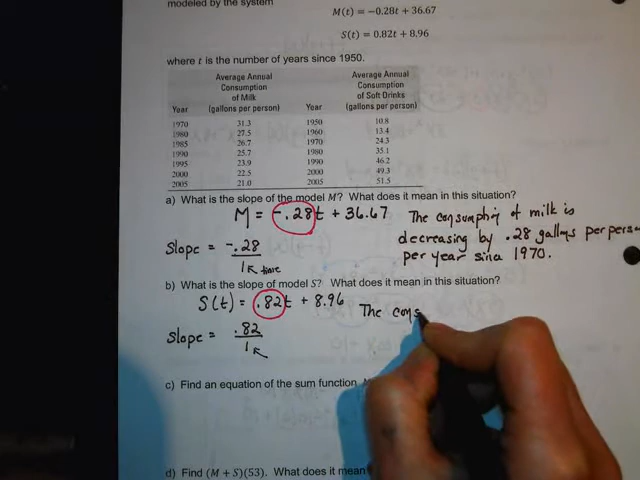 modeled by the system
M(t) = −0.28t + 36.67
S(t) = 0.82t + 8.96
where t is the number of years since 1950.
Average Annual Consumption of Milk
Average Annual Consumption of Soft Drinks
Year (gallons per person) Year (gallons per person)
1970 31.3 1950 10.8
1980 27.5 1960 13.4
1985 26.7 1970 24.3
1990 25.7 1980 35.1
1995 23.9 1990 46.2
2000 22.5 2000 49.3
2005 21.0 2005 51.5
a) What is the slope of the model M? What does it mean in this situation?
M = -.28t + 36.67
The consumption of milk is
decreasing by .28 gallons per person
per year since 1970.
Slope = -.28
1 time
b) What is the slope of model S? What does it mean in this situation?
S(t) = .82t + 8.96
The cons
Slope = .82
1
c) Find an equation of the sum function
d) Find (M + S)(53). What does it mean